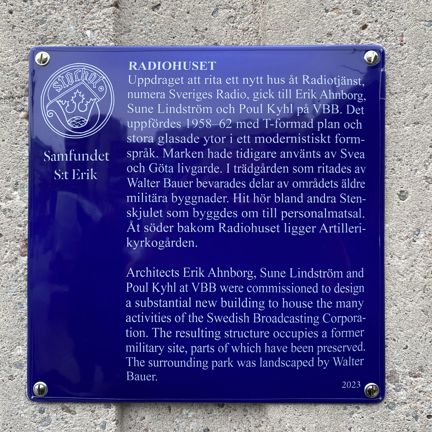 Stockholm
Samfundet
S:t Erik
RADIOHUSET
Uppdraget att rita ett nytt hus åt Radiotjänst,
numera Sveriges Radio, gick till Erik Ahnborg,
Sune Lindström och Poul Kyhl på VBB. Det
uppfördes 1958–62 med T-formad plan och
stora glasade ytor i ett modernistiskt form-
språk. Marken hade tidigare använts av Svea
och Göta livgarde. I trädgården som ritades av
Walter Bauer bevarades delar av områdets äldre
militära byggnader. Hit hör bland andra Sten-
skjulet som byggdes om till personalmatsal.
Åt söder bakom Radiohuset ligger Artilleri-
kyrkogården.
Architects Erik Ahnborg, Sune Lindström and
Poul Kyhl at VBB were commissioned to design
a substantial new building to house the many
activities of the Swedish Broadcasting Corpora-
tion. The resulting structure occupies a former
military site, parts of which have been preserved.
The surrounding park was landscaped by Walter
Bauer.
2023